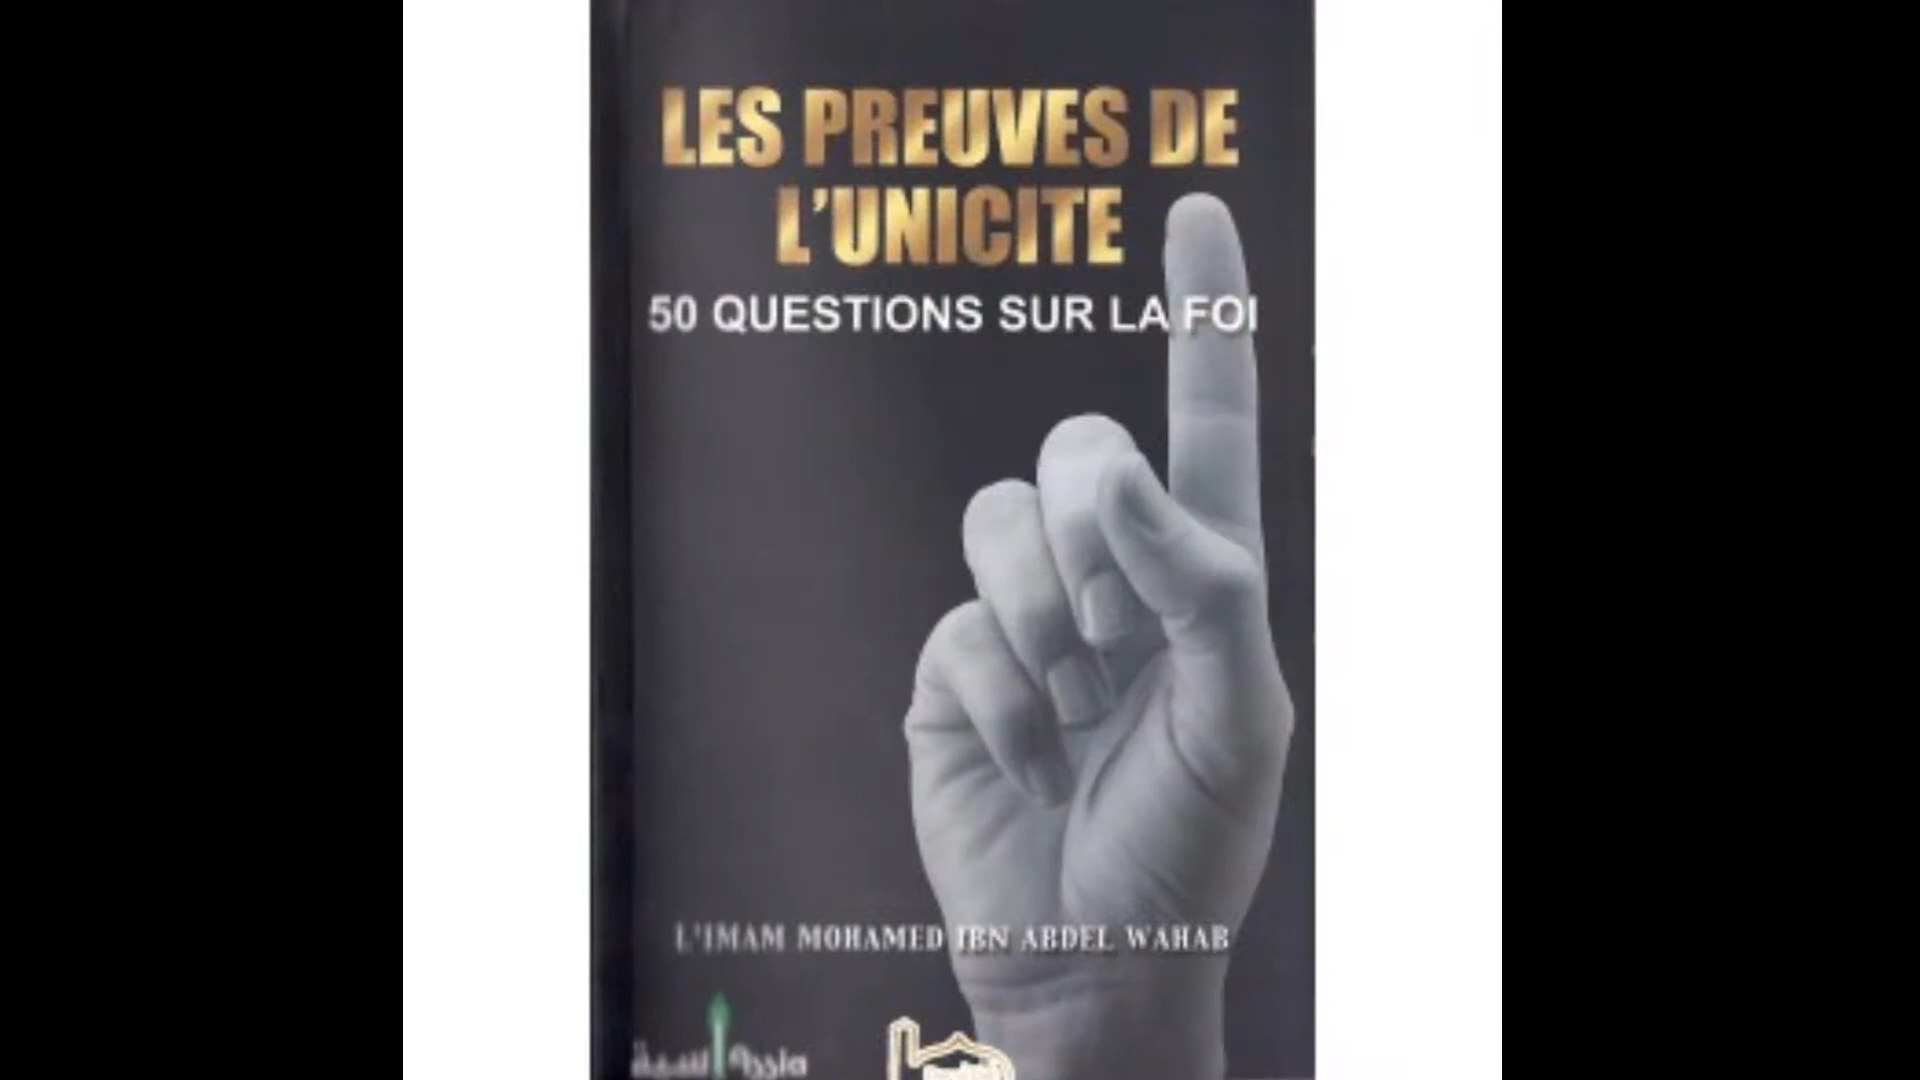 LES PREUVES DE
L'UNICITE
50 QUESTIONS SUR LA FOI
L'IMAM MOHAMED IBN ABDEL WAHAB